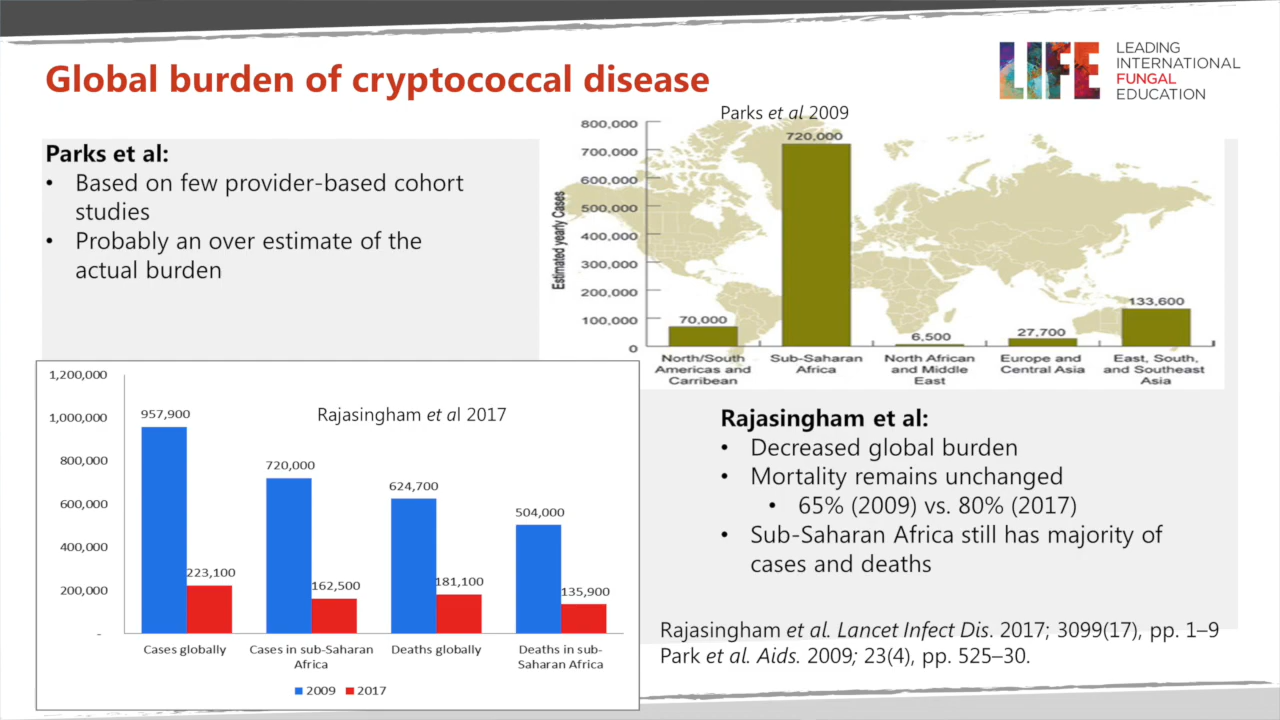 Global burden of cryptococcal disease
LIFE
LEADING
INTERNATIONAL
FUNGAL
EDUCATION
Parks et al:
• Based on few provider-based cohort
studies
• Probably an over estimate of the
actual burden
Parks et al 2009
Estimated yearly Cases
800,000
700,000
600,000
500,000
400,000
300,000
200,000
100,000
0
70,000
720,000
6,500
27,700
133,600
North/South
Americas and
Carribean
Sub-Saharan
Africa
North African
and Middle
East
Europe and
Central Asia
East, South,
and Southeast
Asia
Rajasingham et al 2017
1,200,000
1,000,000
800,000
600,000
400,000
200,000
-
957,900
223,100
720,000
162,500
624,700
181,100
504,000
135,900
Cases globally
Cases in sub-Saharan
Africa
Deaths globally
Deaths in sub-
Saharan Africa
2009 2017
Rajasingham et al:
• Decreased global burden
• Mortality remains unchanged
• 65% (2009) vs. 80% (2017)
• Sub-Saharan Africa still has majority of
cases and deaths
Rajasingham et al. Lancet Infect Dis. 2017; 3099(17), pp. 1–9
Park et al. Aids. 2009; 23(4), pp. 525–30.